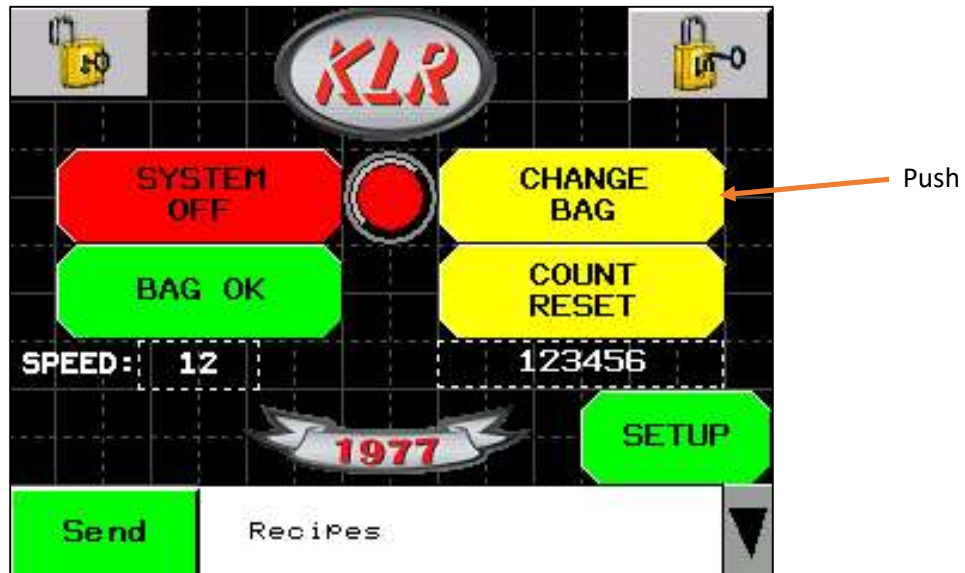 KLR
SYSTEM
OFF
CHANGE
BAG
Push
BAG OK
COUNT
RESET
SPEED: 12
123456
1977
SETUP
Send
Recipes